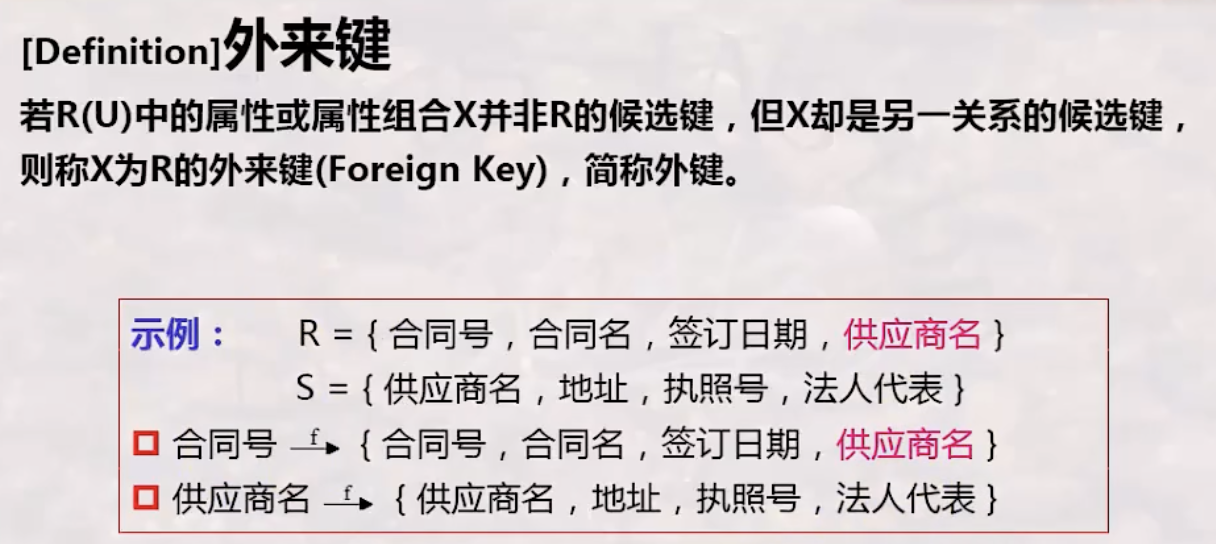 [Definition]外来键
若R(U)中的属性或属性组合X并非R的候选键，但X却是另一关系的候选键，
则称X为R的外来键(Foreign Key)，简称外键。
示例： R = { 合同号，合同名，签订日期，供应商名 }
S = { 供应商名，地址，执照号，法人代表 }
合同号 f→ { 合同号，合同名，签订日期，供应商名 }
供应商名 f→ { 供应商名，地址，执照号，法人代表 }